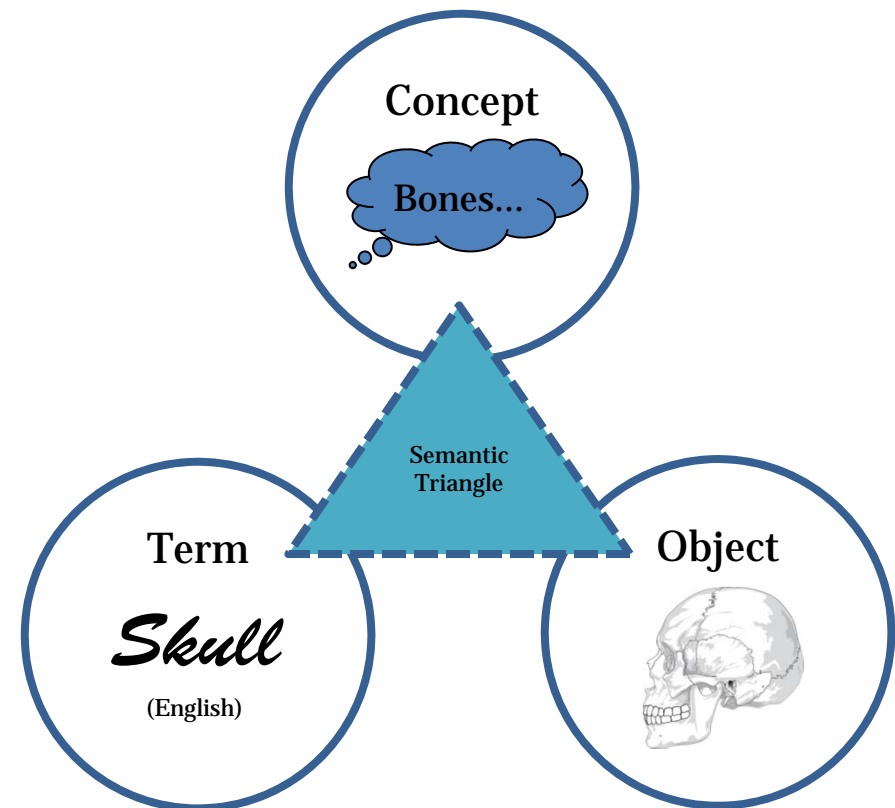 Concept
Bones...
Semantic
Triangle
Term
Skull
(English)
Object